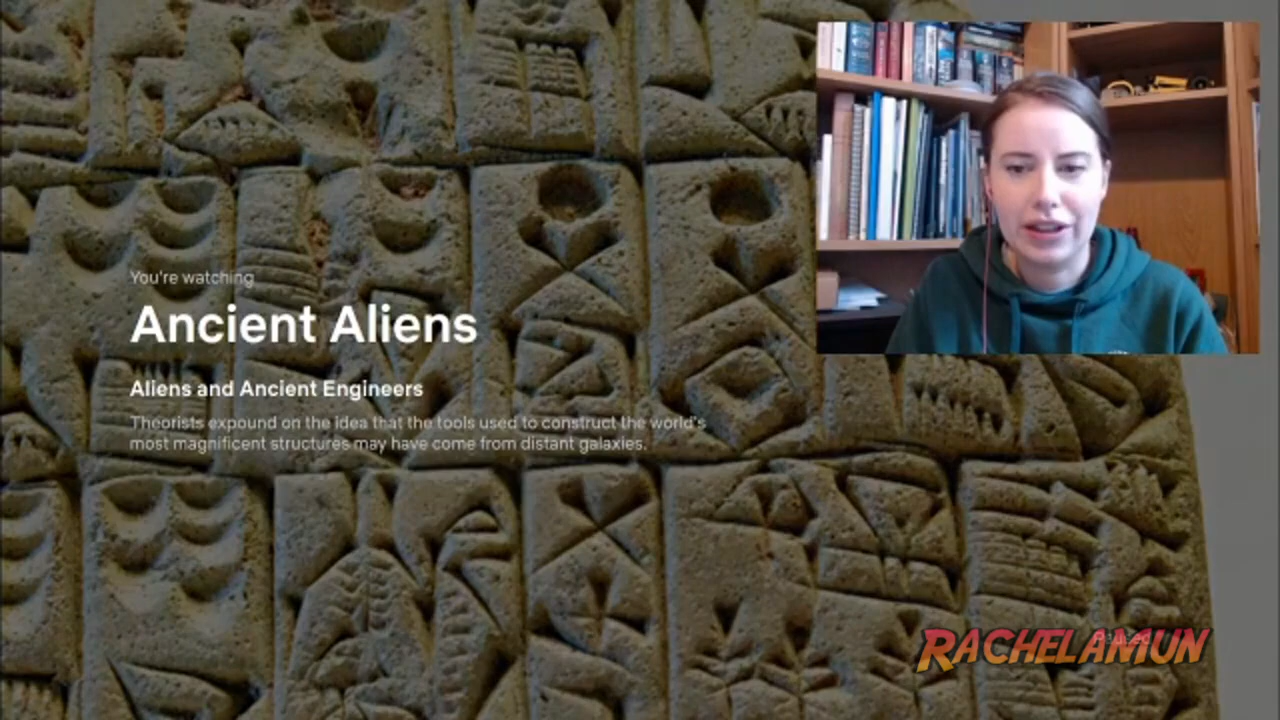 You're watching
Ancient Aliens
Aliens and Ancient Engineers
Theorists expound on the idea that the tools used to construct the world's
most magnificent structures may have come from distant galaxies.
Paused
RACHELAMUN